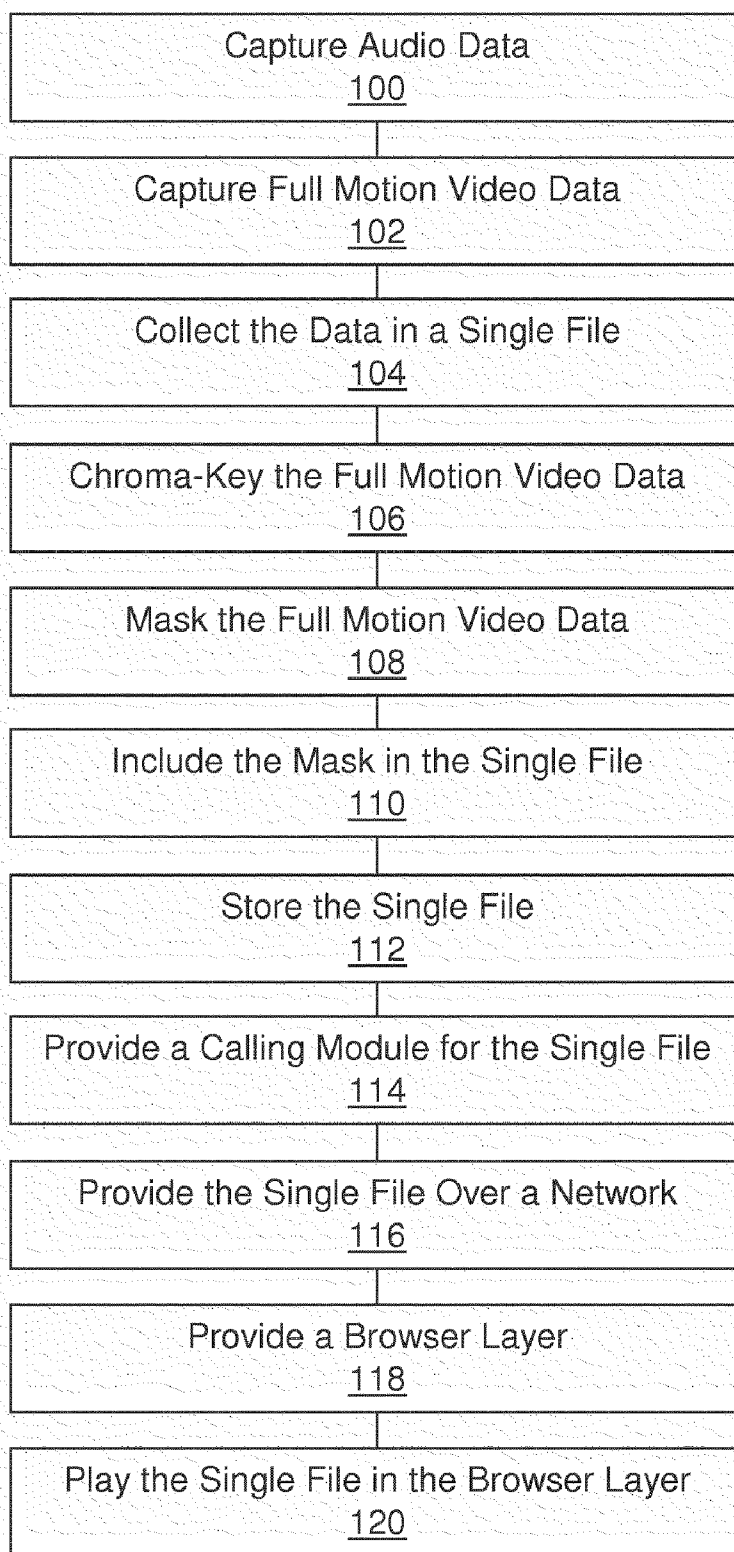 Capture Audio Data
100
Capture Full Motion Video Data
102
Collect the Data in a Single File
104
Chroma-Key the Full Motion Video Data
106
Mask the Full Motion Video Data
108
Include the Mask in the Single File
110
Store the Single File
112
Provide a Calling Module for the Single File
114
Provide the Single File Over a Network
116
Provide a Browser Layer
118
Play the Single File in the Browser Layer
120